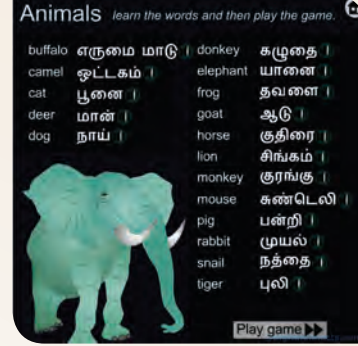 Animals learn the words and then play the game.
buffalo எருமை மாடு
camel ஒட்டகம்
cat பூனை
deer மான்
dog நாய்
donkey கழுதை
elephant யானை
frog தவளை
goat ஆடு
horse குதிரை
lion சிங்கம்
monkey குரங்கு
mouse சுண்டெலி
pig பன்றி
rabbit முயல்
snail நத்தை
tiger புலி
Play game